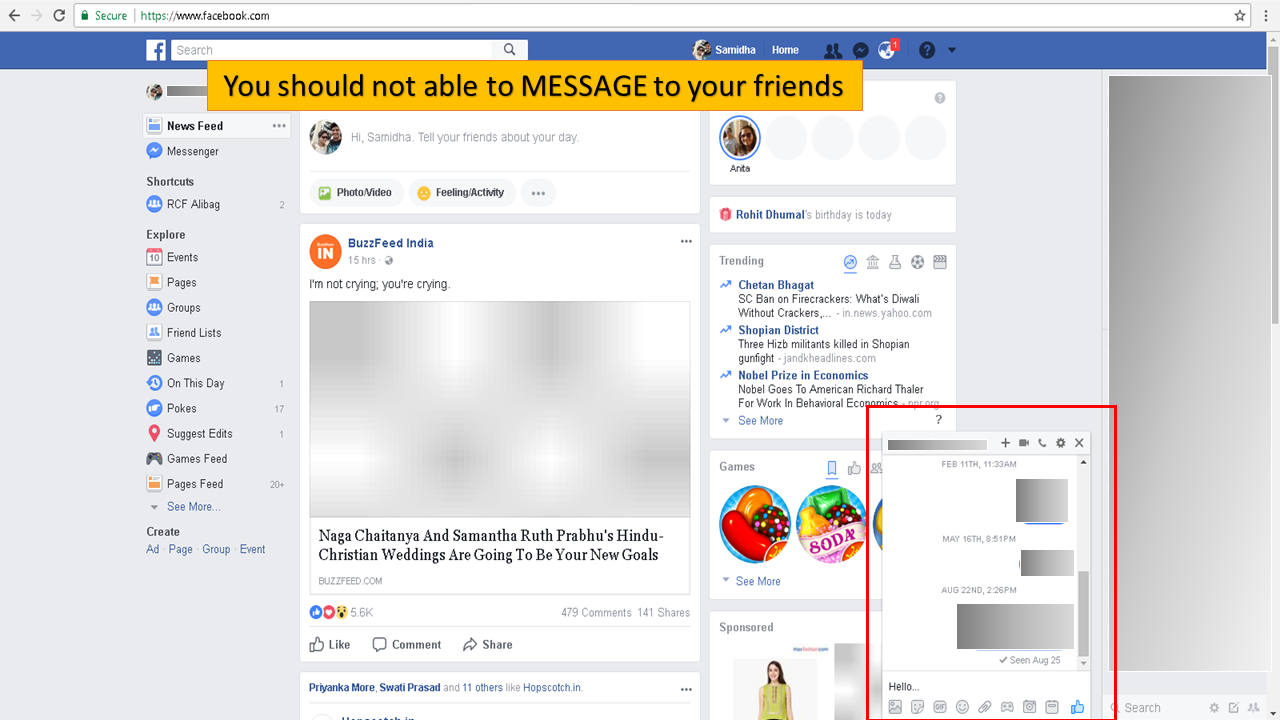 Secure
https://www.facebook.com
Search
Samidha
Home
1
You should not able to MESSAGE to your friends
News Feed
Messenger
Shortcuts
RCF Alibag 2
Explore
10 Events
Pages
Groups
Friend Lists
Games
On This Day 1
Pokes 17
Suggest Edits 1
Games Feed
Pages Feed 20+
See More...
Create
Ad · Page · Group · Event
Hi, Samidha. Tell your friends about your day.
Photo/Video
Feeling/Activity
BuzzFeed
IN
BuzzFeed India
15 hrs ·
I'm not crying, you're crying.
Naga Chaitanya And Samantha Ruth Prabhu's Hindu-
Christian Weddings Are Going To Be Your New Goals
BUZZFEED.COM
5.6K
479 Comments 141 Shares
Like
Comment
Share
Priyanka More, Swati Prasad and 11 others like Hopscotch.in.
Hopscotch.in
?
Anita
Rohit Dhumal's birthday is today
Trending
Chetan Bhagat
SC Ban on Firecrackers: What's Diwali
Without Crackers,... - in.news.yahoo.com
Shopian District
Three Hizb militants killed in Shopian
gunfight - jandkheadlines.com
Nobel Prize in Economics
Nobel Goes To American Richard Thaler
For Work In Behavioral Economics - npr.org
See More
?
Games
SODA
See More
Sponsored
maxfashion.com
FEB 11TH, 11:33AM
MAY 16TH, 8:51PM
AUG 22ND, 2:26PM
Seen Aug 25
Hello...
GIF
Search